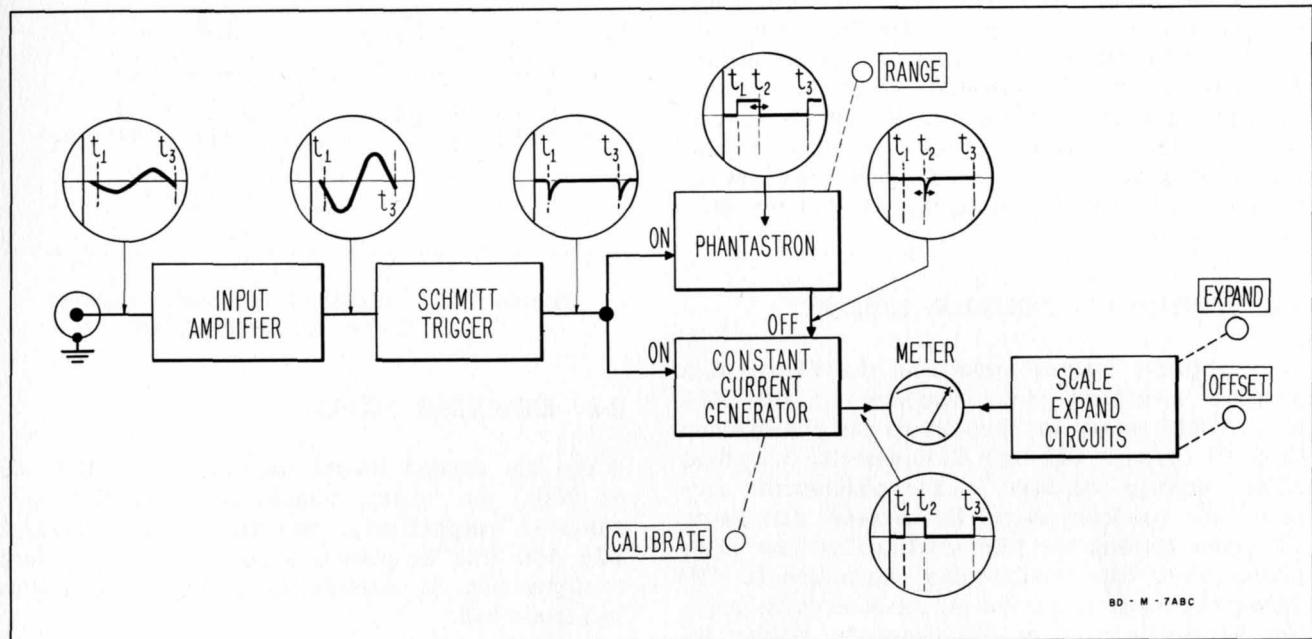 t1 t2 t3
RANGE
t1 t3
t1
t3
t1 t3
t1 t2 t3
ON
PHANTASTRON
INPUT
AMPLIFIER
SCHMITT
TRIGGER
OFF
EXPAND
ON
CONSTANT
CURRENT
GENERATOR
METER
SCALE
EXPAND
CIRCUITS
OFFSET
t1 t2 t3
CALIBRATE
BD - M - 7ABC